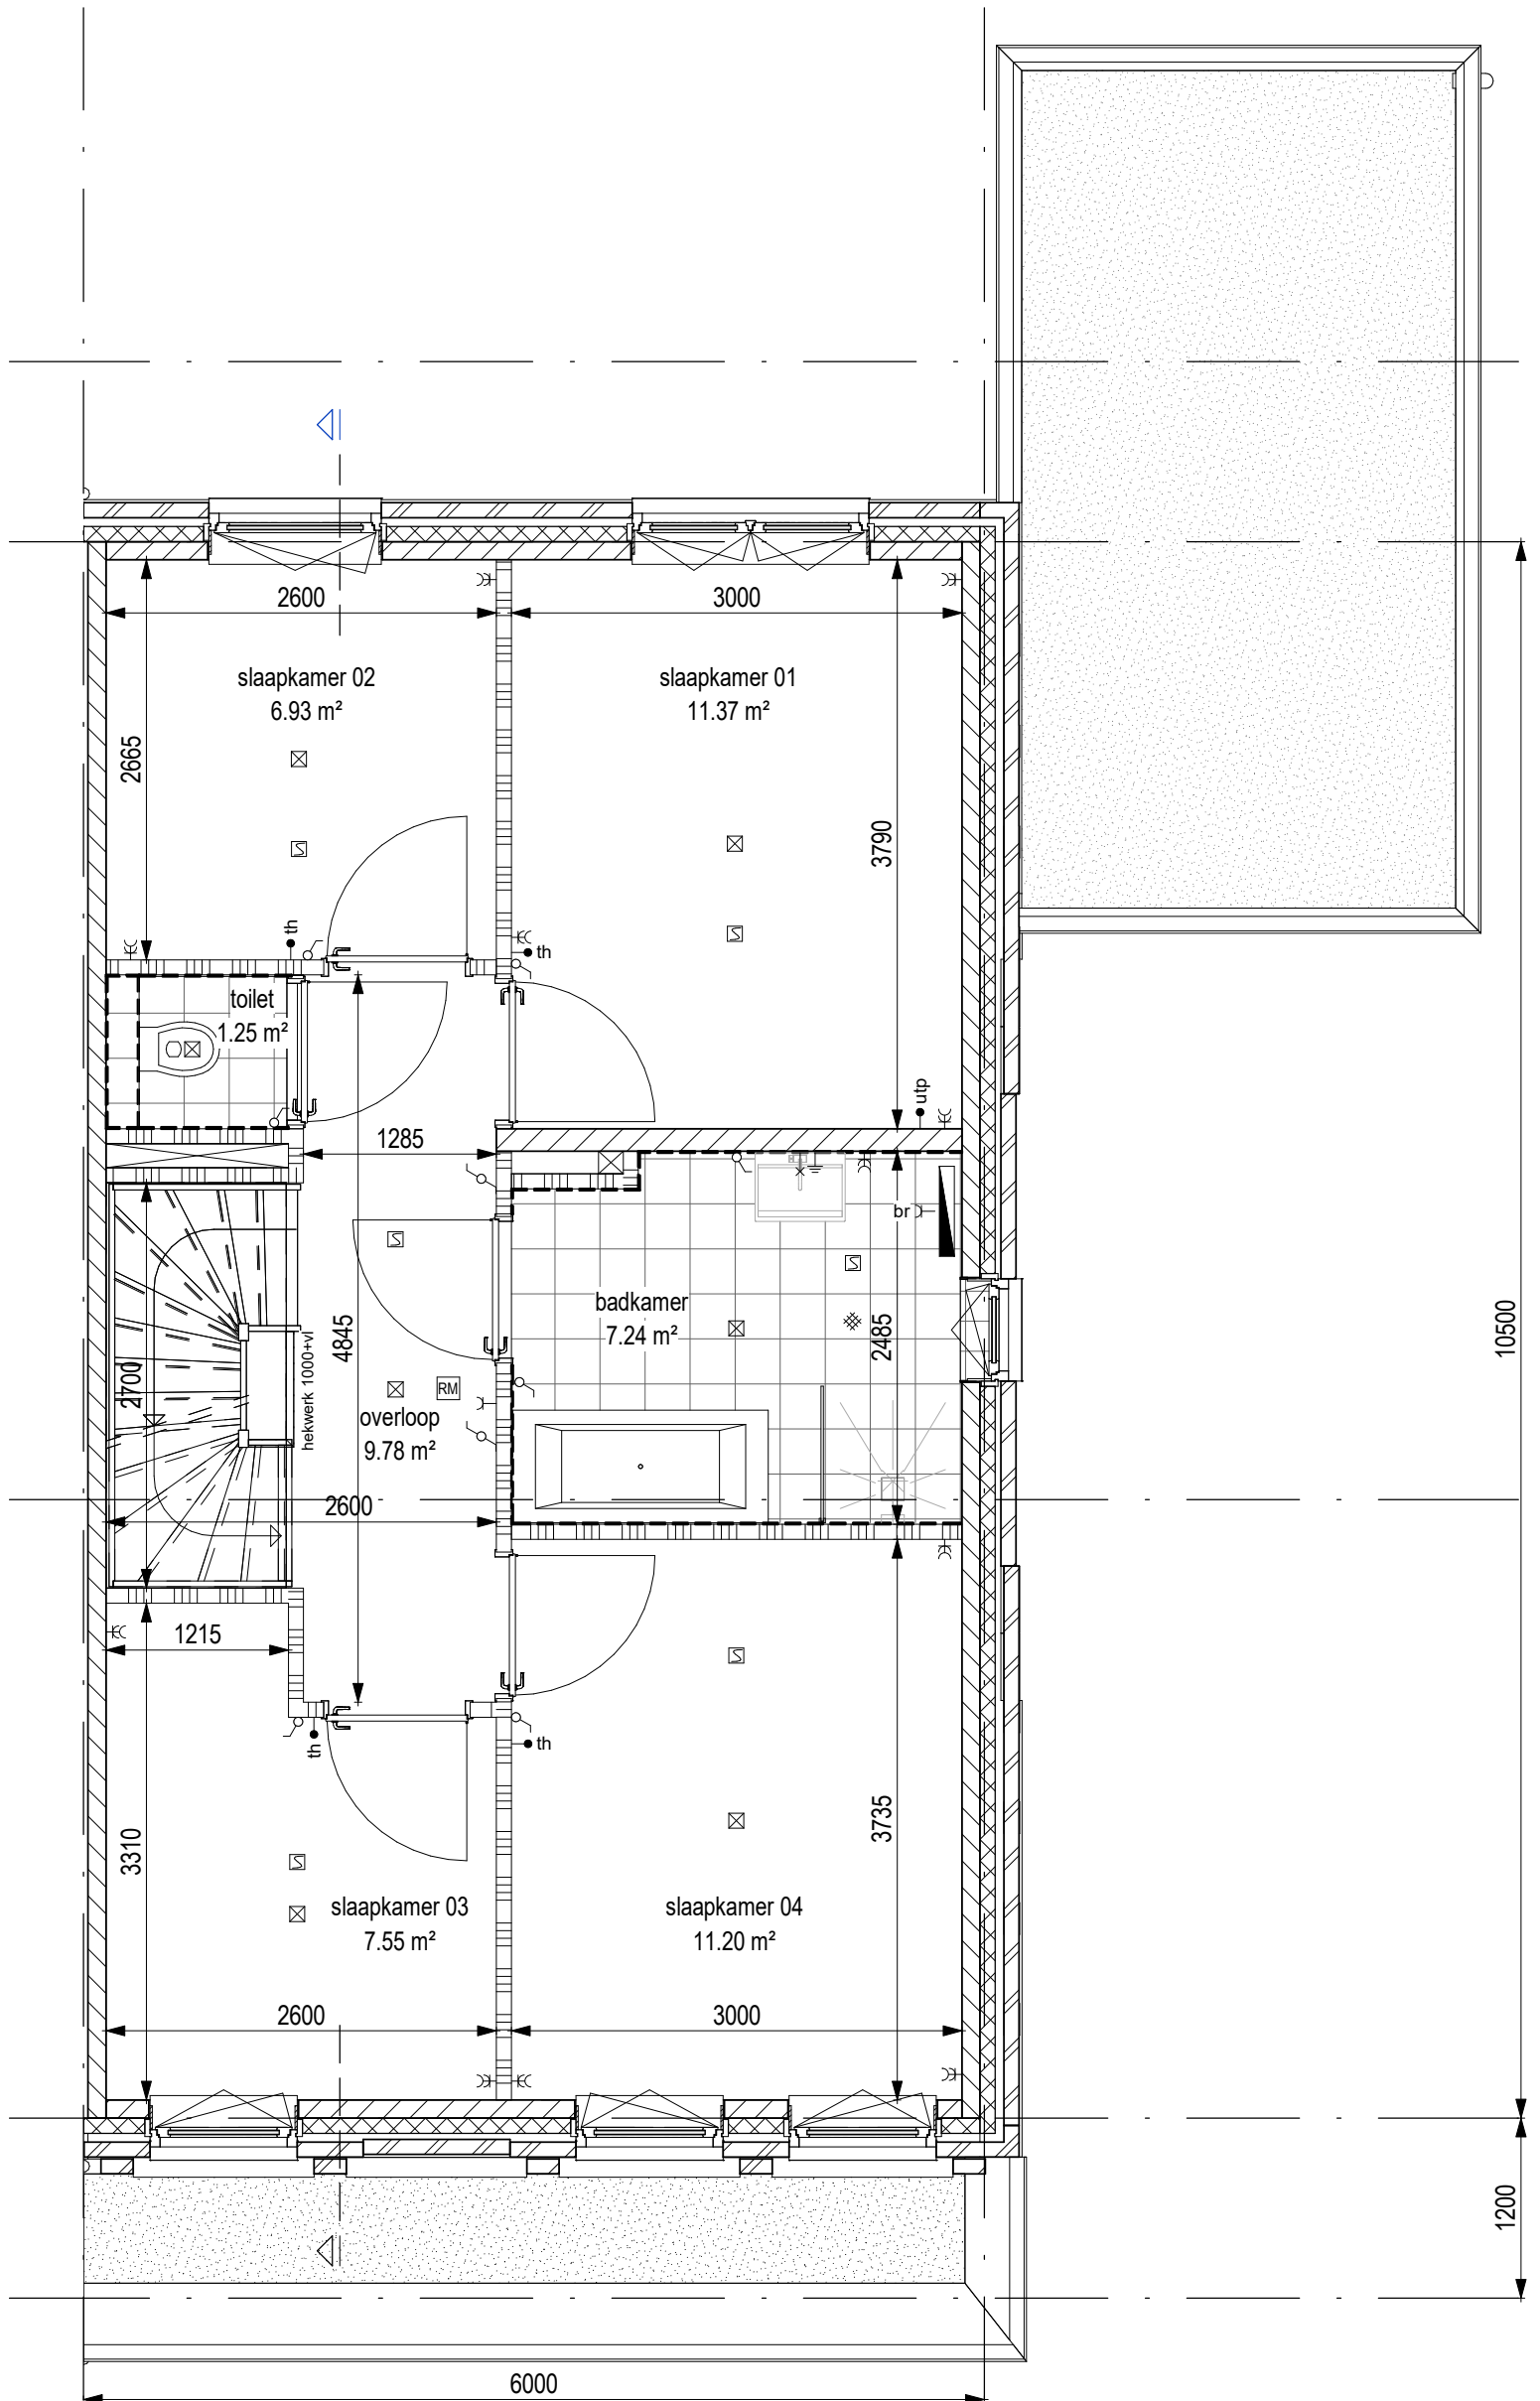 2600
3000
slaapkamer 02
6.93 m²
slaapkamer 01
11.37 m²
2665
3790
S
S
th
th
toilet
1.25 m²
utp
1285
br
S
S
badkamer
7.24 m²
2485
4845
2700
hekwerk 1000+vl
RM
overloop
9.78 m²
10500
2600
1215
S
th
th
3310
3735
S
slaapkamer 03
7.55 m²
slaapkamer 04
11.20 m²
2600
3000
1200
6000